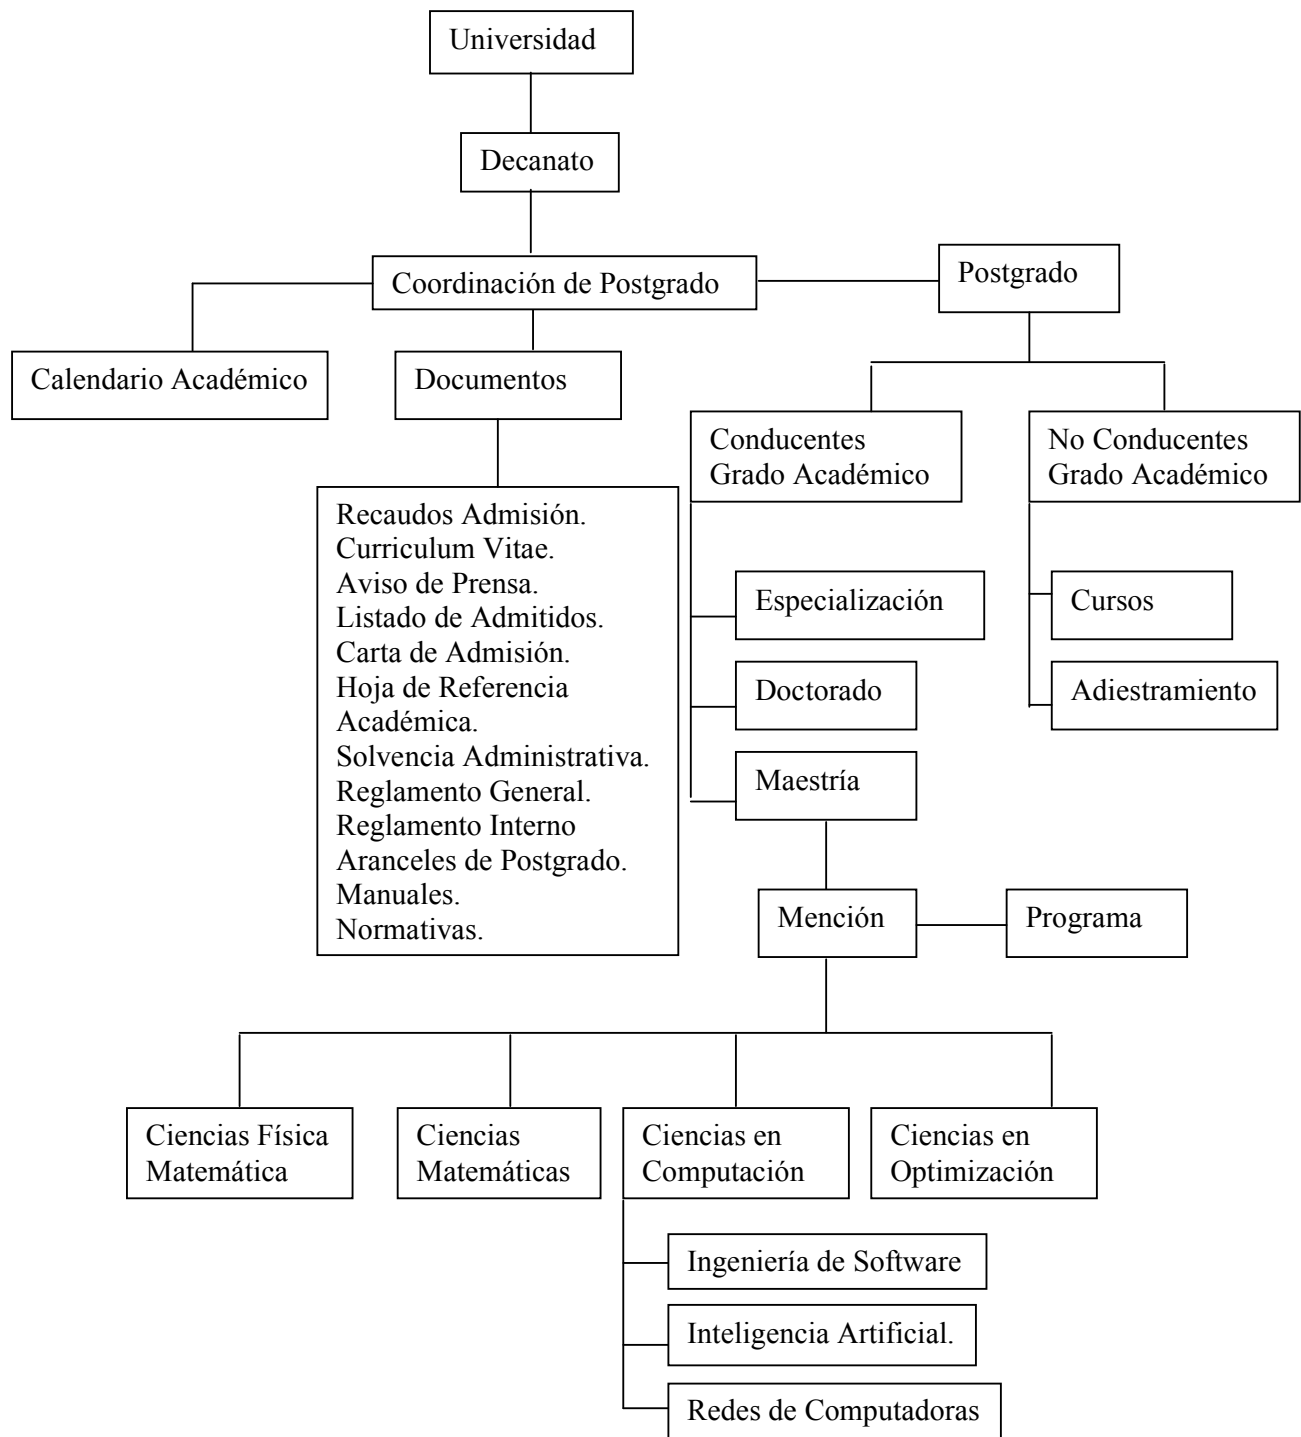 Universidad
Decanato
Coordinación de Postgrado
Postgrado
Calendario Académico
Documentos
Conducentes
Grado Académico
No Conducentes
Grado Académico
Recaudos Admisión.
Curriculum Vitae.
Aviso de Prensa.
Listado de Admitidos.
Carta de Admisión.
Hoja de Referencia
Académica.
Solvencia Administrativa.
Reglamento General.
Reglamento Interno
Aranceles de Postgrado.
Manuales.
Normativas.
Especialización
Doctorado
Maestría
Cursos
Adiestramiento
Mención
Programa
Ciencias Física
Matemática
Ciencias
Matemáticas
Ciencias en
Computación
Ciencias en
Optimización
Ingeniería de Software
Inteligencia Artificial.
Redes de Computadoras